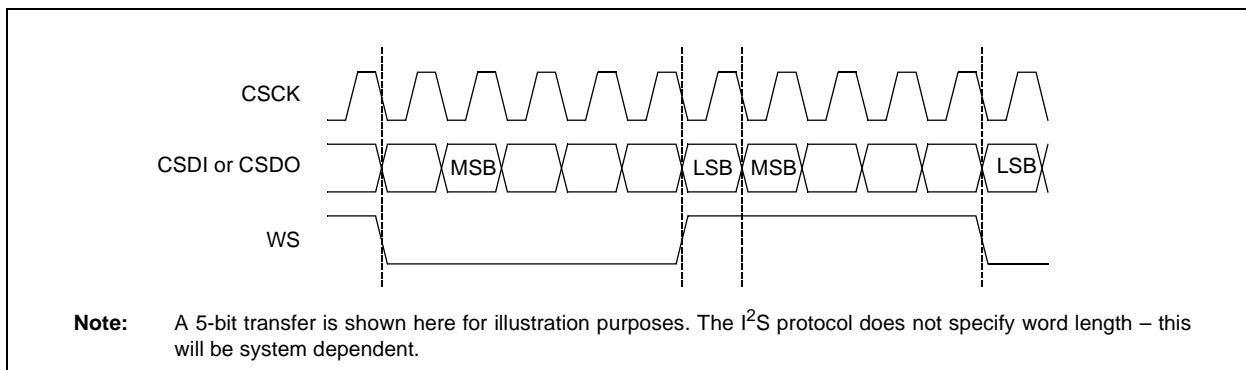 CSCK
CSDI or CSDO
MSB
LSB
MSB
LSB
WS
Note: A 5-bit transfer is shown here for illustration purposes. The I²S protocol does not specify word length – this
will be system dependent.